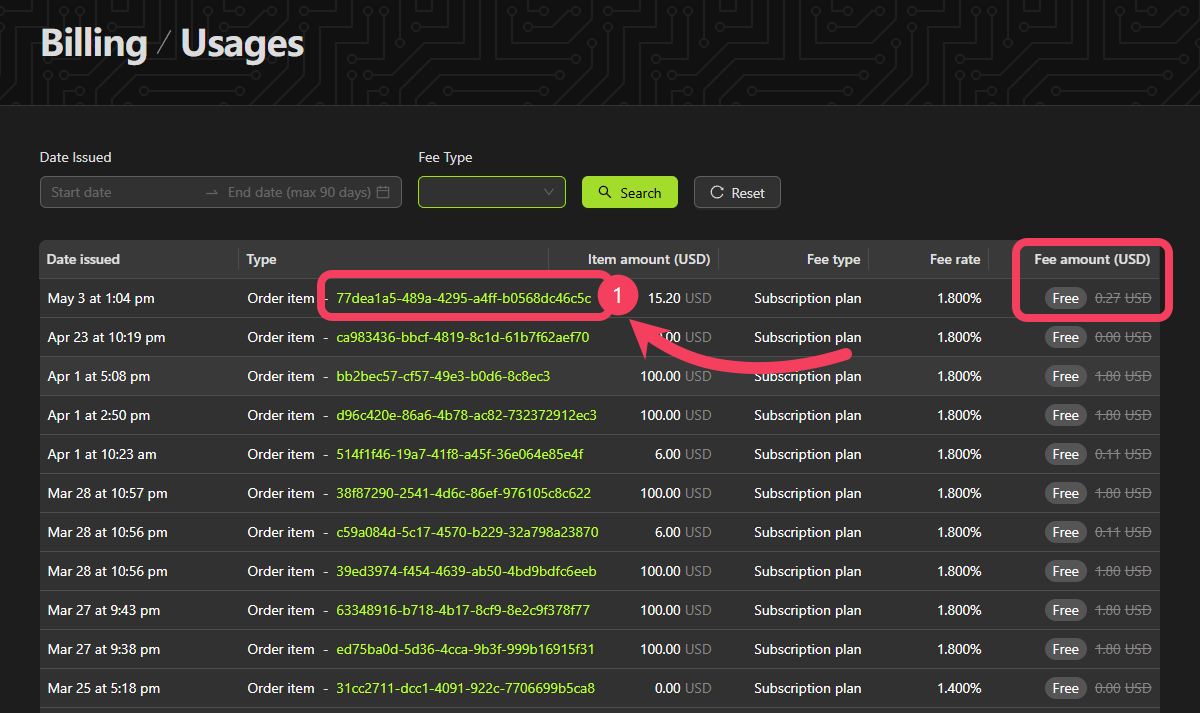 Billing / Usages
Date Issued Fee Type
Start date → End date (max 90 days) Search Reset
Date issued Type Item amount (USD) Fee type Fee rate Fee amount (USD)
May 3 at 1:04 pm Order item - 77dea1a5-489a-4295-a4ff-b0568dc46c5c 1 15.20 USD Subscription plan 1.800% Free 0.27 USD
Apr 23 at 10:19 pm Order item - ca983436-bbcf-4819-8c1d-61b7f62aef70 .00 USD Subscription plan 1.800% Free 0.00 USD
Apr 1 at 5:08 pm Order item - bb2bec57-cf57-49e3-b0d6-8c8ec3 100.00 USD Subscription plan 1.800% Free 1.80 USD
Apr 1 at 2:50 pm Order item - d96c420e-86a6-4b78-ac82-732372912ec3 100.00 USD Subscription plan 1.800% Free 1.80 USD
Apr 1 at 10:23 am Order item - 514f1f46-19a7-41f8-a45f-36e064e85e4f 6.00 USD Subscription plan 1.800% Free 0.11 USD
Mar 28 at 10:57 pm Order item - 38f87290-2541-4d6c-86ef-976105c8c622 100.00 USD Subscription plan 1.800% Free 1.80 USD
Mar 28 at 10:56 pm Order item - c59a084d-5c17-4570-b229-32a798a23870 6.00 USD Subscription plan 1.800% Free 0.11 USD
Mar 28 at 10:56 pm Order item - 39ed3974-f454-4639-ab50-4bd9bdfc6eeb 100.00 USD Subscription plan 1.800% Free 1.80 USD
Mar 27 at 9:43 pm Order item - 63348916-b718-4b17-8cf9-8e2c9f378f77 100.00 USD Subscription plan 1.800% Free 1.80 USD
Mar 27 at 9:38 pm Order item - ed75ba0d-5d36-4cca-9b3f-999b16915f31 100.00 USD Subscription plan 1.800% Free 1.80 USD
Mar 25 at 5:18 pm Order item - 31cc2711-dcc1-4091-922c-7706699b5ca8 0.00 USD Subscription plan 1.400% Free 0.00 USD